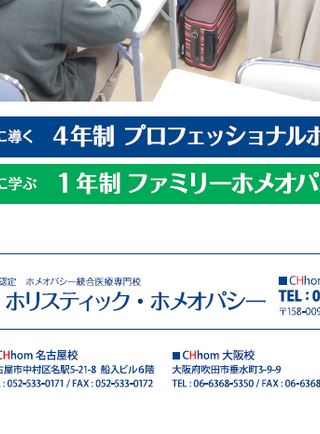 に導く 4年制 プロフェッショナルホ
に学ぶ 1年制 ファミリーホメオパ
認定 ホメオパシー統合医療専門校
ホリスティック・ホメオパシー
■CHhom
TEL:0
〒158-009
CHhom 名古屋校
古屋市中村区名駅5-21-8 船入ビル6階
: 052-533-0171 / FAX : 052-533-0172
■CHhom 大阪校
大阪府吹田市垂水町3-9-9
TEL : 06-6368-5350 / FAX : 06-6368